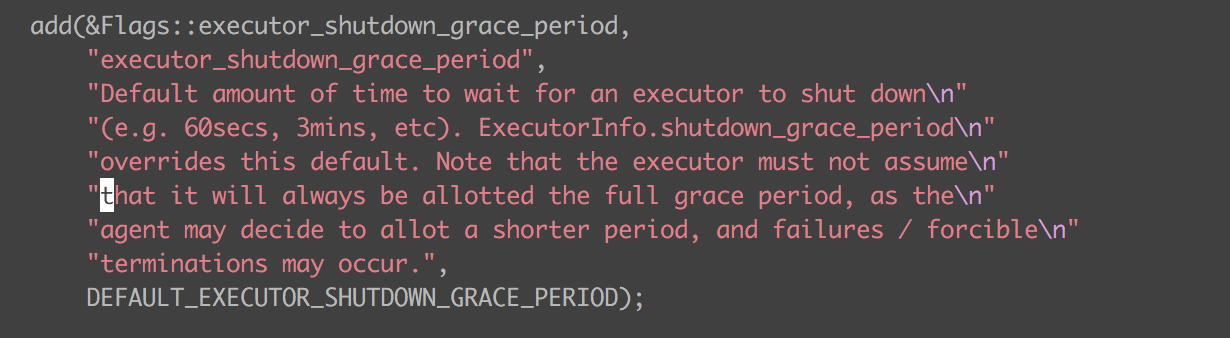 add(&Flags::executor_shutdown_grace_period,
"executor_shutdown_grace_period",
"Default amount of time to wait for an executor to shut down\n"
"(e.g. 60secs, 3mins, etc). ExecutorInfo.shutdown_grace_period\n"
"overrides this default. Note that the executor must not assume\n"
"that it will always be allotted the full grace period, as the\n"
"agent may decide to allot a shorter period, and failures / forcible\n"
"terminations may occur.",
DEFAULT_EXECUTOR_SHUTDOWN_GRACE_PERIOD);